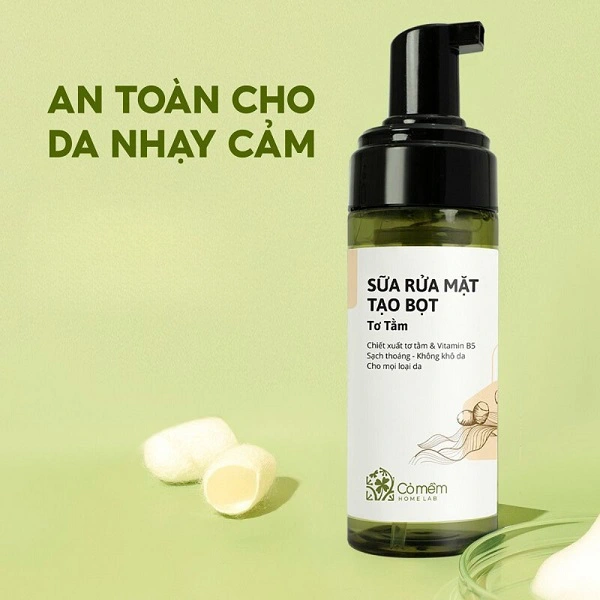 AN TOÀN CHO
DA NHẠY CẢM
SỮA RỬA MẶT
TẠO BỌT
Tơ Tằm
Chiết xuất tơ tằm & Vitamin B5
Sạch thoáng - Không khô da
Cho mọi loại da
Cỏ mềm
HOME LAB